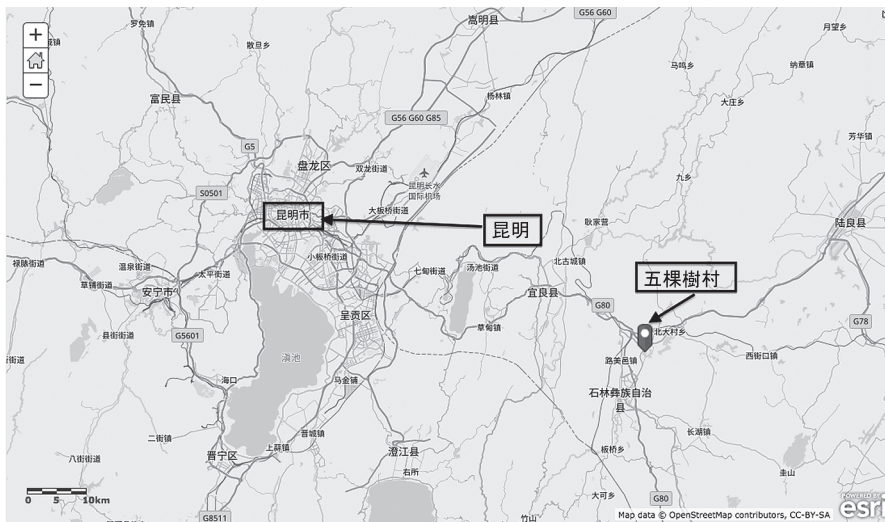 G56 G60
嵩明县
月望乡
罗免镇
城镇
散旦乡
马鸣乡
纳章镇
富民县
杨林镇
大庄乡
G56 G60 G85
芳华镇
G5
盘龙区
双龙街道
九乡
S0501
昆明长水
国际机场
昆明市
大板桥街道
耿家营
陆良县
昆明
小板桥街道
北古城镇
禄脿街道
温泉街道
太平街道
七甸街道
汤池街道
五棵樹村
草铺街道
安宁市
宜良县
G80
呈贡区
G78
县街街道
G5601
草甸镇
北大村乡
街道
滇池
路美邑镇
西街口镇
海口
马金铺
石林彝族自治
县
二街镇
晋城镇
长湖镇
上蒜镇
澄江县
板桥乡
八街街道
晋宁区
右所
圭山
大可乡
G80
0 5 10km
G8511
竹山
Map data © OpenStreetMap contributors, CC-BY-SA
POWERED BY
esri